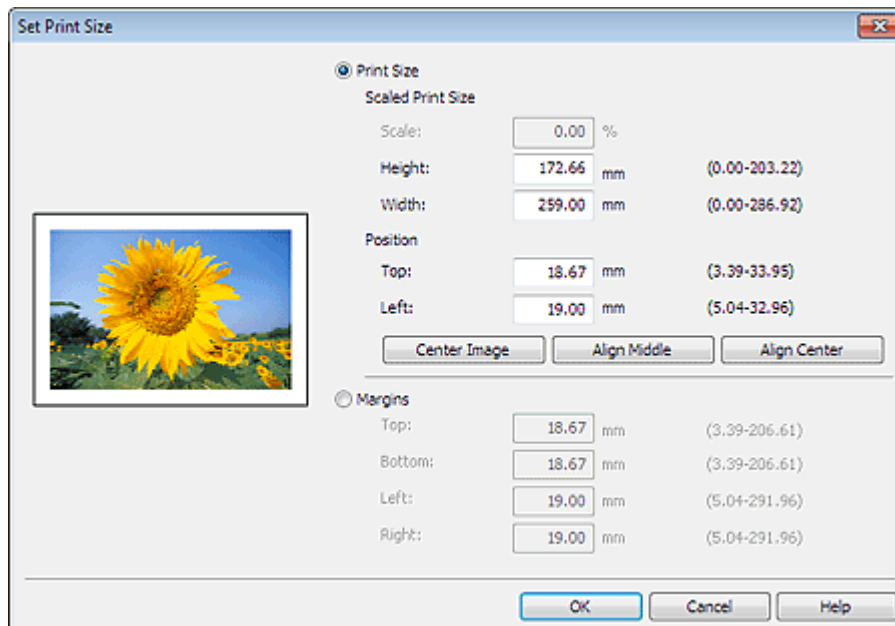 Set Print Size
Print Size
Scaled Print Size
Scale: 0.00 %
Height: 172.66 mm (0.00-203.22)
Width: 259.00 mm (0.00-286.92)
Position
Top: 18.67 mm (3.39-33.95)
Left: 19.00 mm (5.04-32.96)
Center Image Align Middle Align Center
Margins
Top: 18.67 mm (3.39-206.61)
Bottom: 18.67 mm (3.39-206.61)
Left: 19.00 mm (5.04-291.96)
Right: 19.00 mm (5.04-291.96)
OK Cancel Help